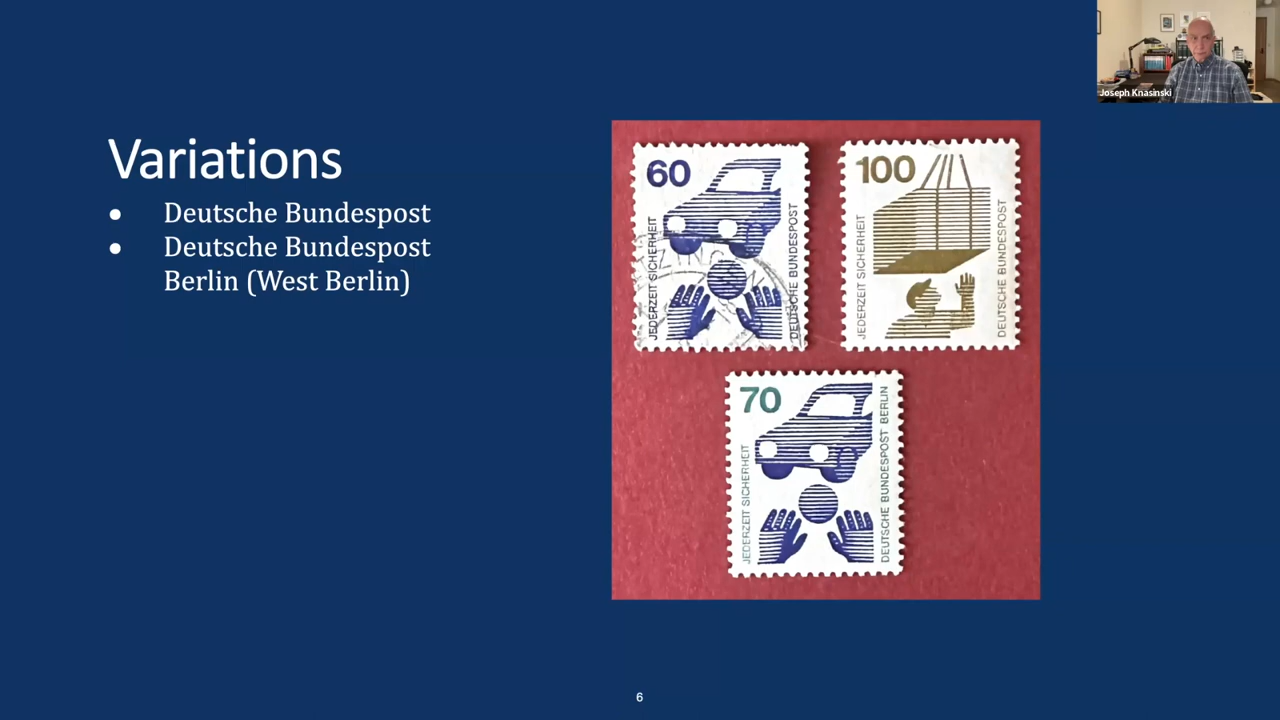 Joseph Knasinski
Variations
● Deutsche Bundespost
● Deutsche Bundespost
Berlin (West Berlin)
60
JEDERZEIT SICHERHEIT
DEUTSCHE BUNDESPOST
100
JEDERZEIT SICHERHEIT
DEUTSCHE BUNDESPOST
70
JEDERZEIT SICHERHEIT
DEUTSCHE BUNDESPOST BERLIN
6